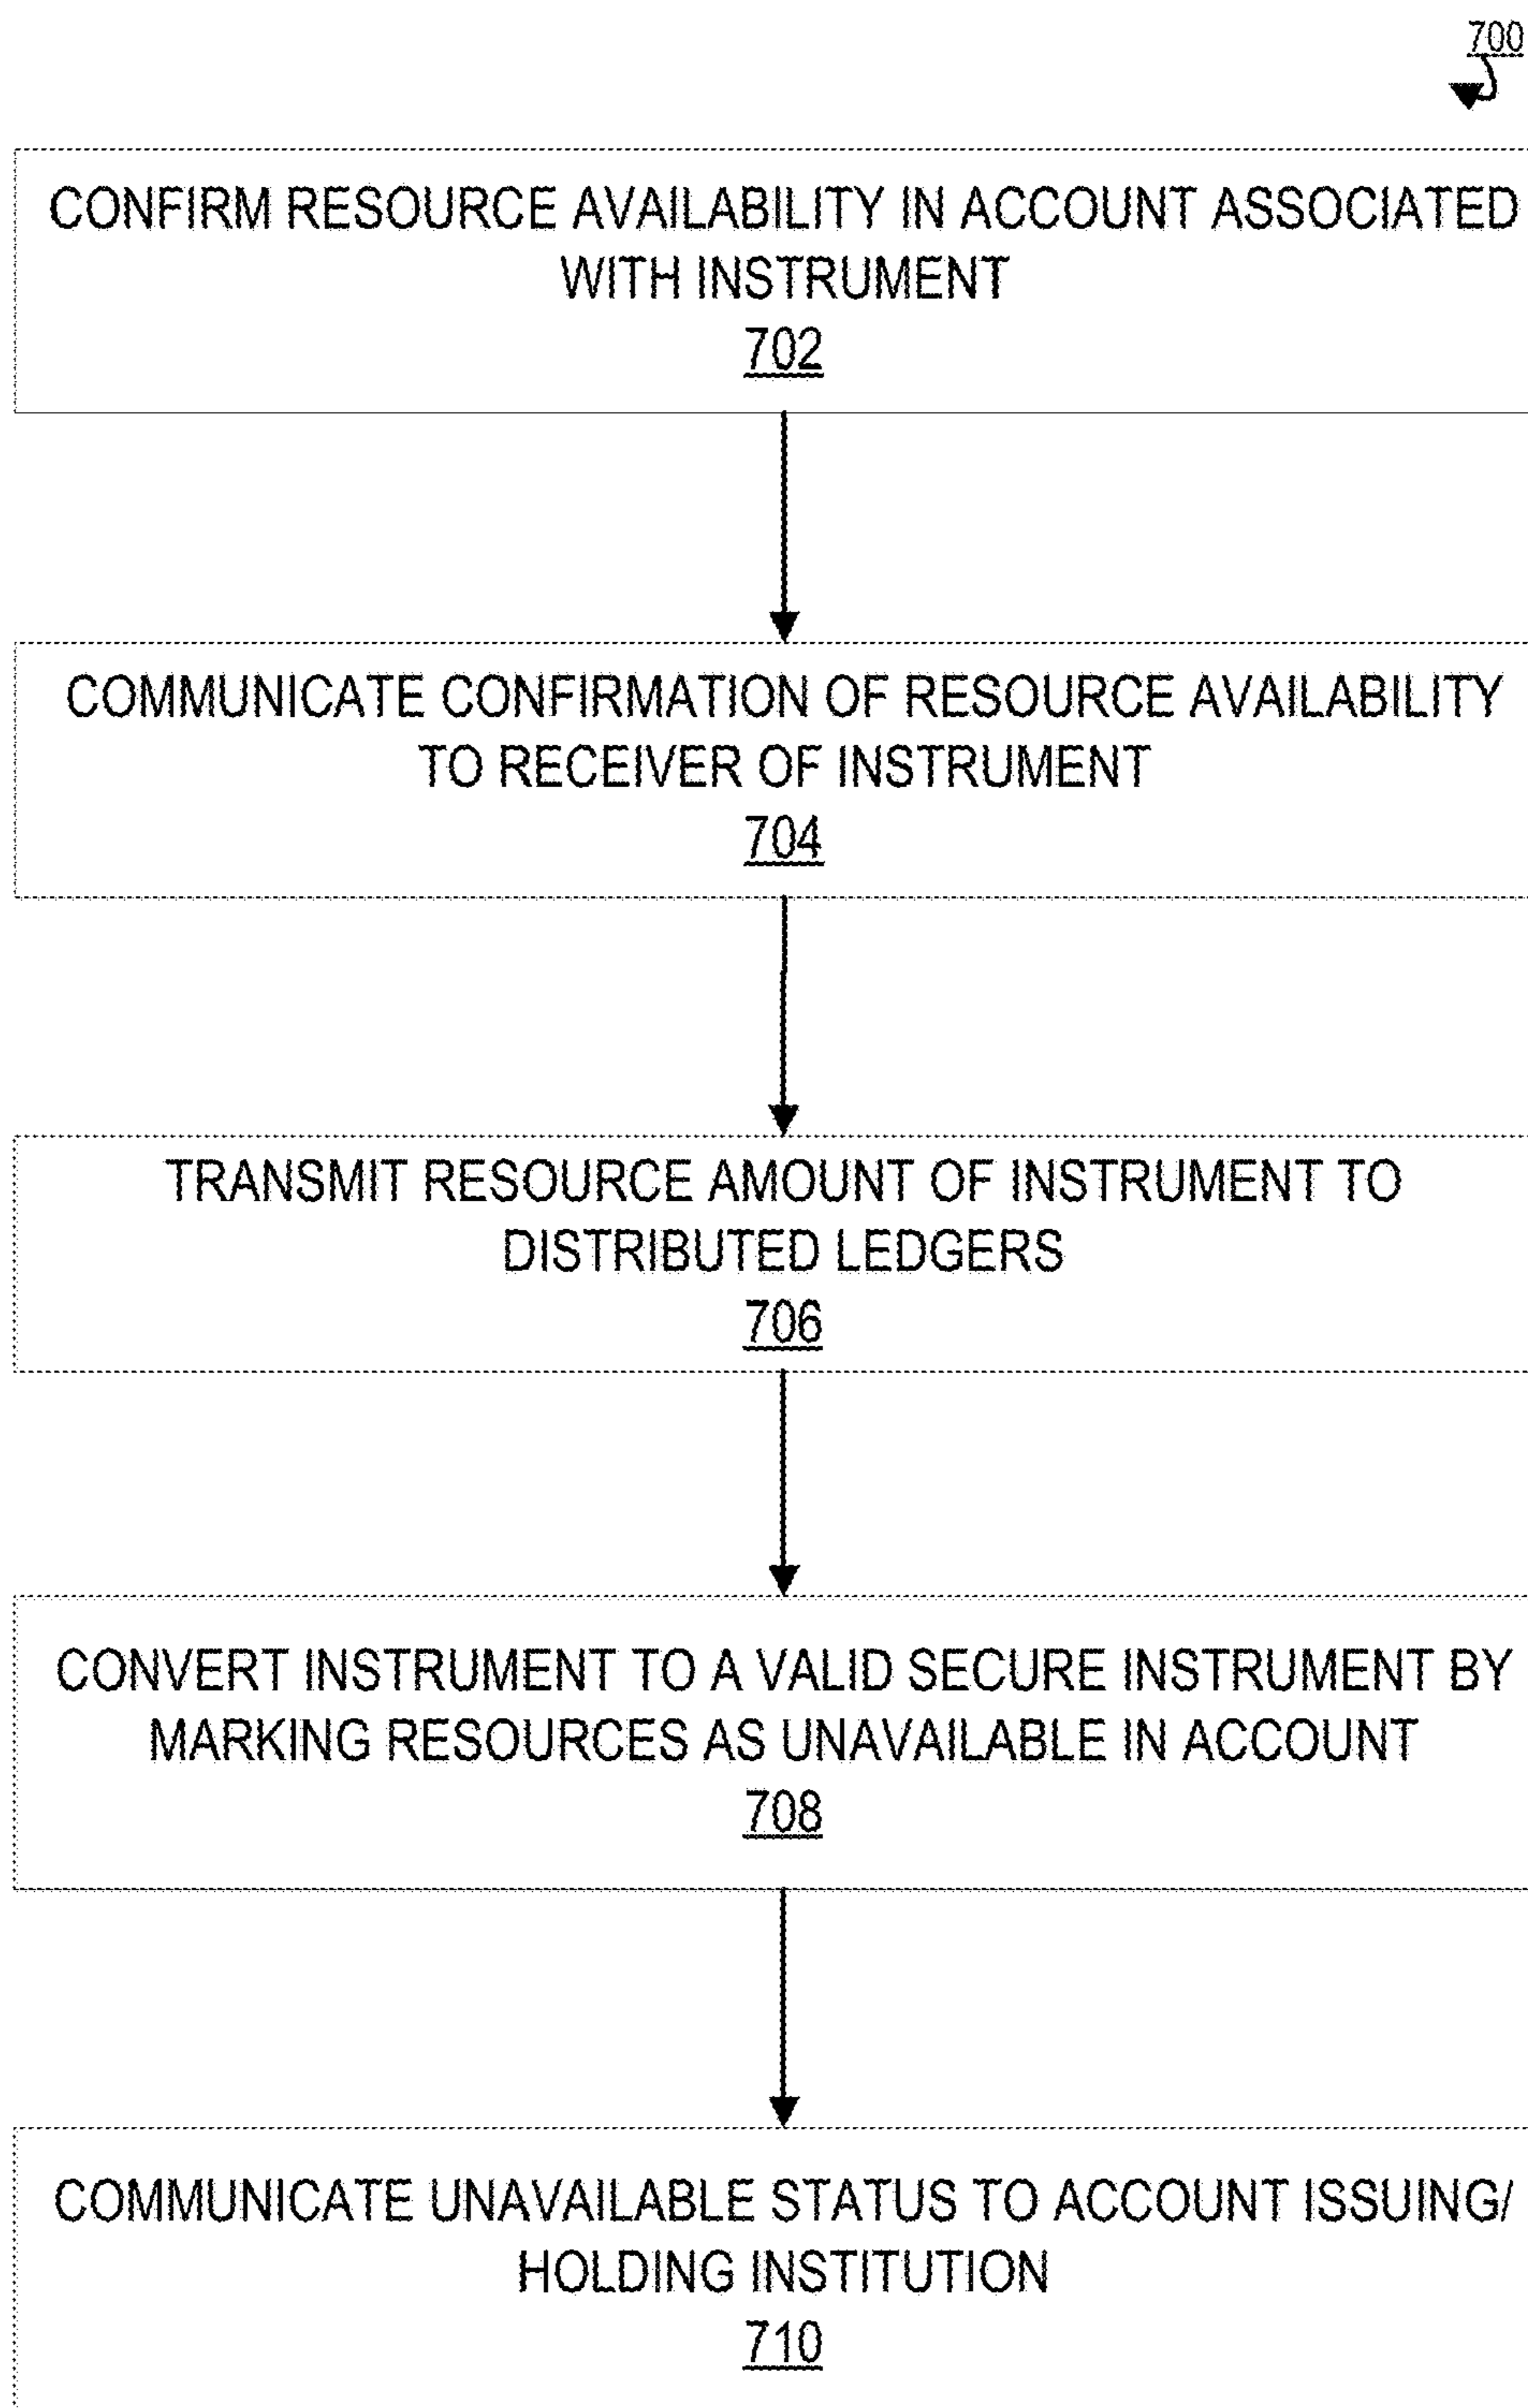 700
CONFIRM RESOURCE AVAILABILITY IN ACCOUNT ASSOCIATED
WITH INSTRUMENT
702
COMMUNICATE CONFIRMATION OF RESOURCE AVAILABILITY
TO RECEIVER OF INSTRUMENT
704
TRANSMIT RESOURCE AMOUNT OF INSTRUMENT TO
DISTRIBUTED LEDGERS
706
CONVERT INSTRUMENT TO A VALID SECURE INSTRUMENT BY
MARKING RESOURCES AS UNAVAILABLE IN ACCOUNT
708
COMMUNICATE UNAVAILABLE STATUS TO ACCOUNT ISSUING/
HOLDING INSTITUTION
710